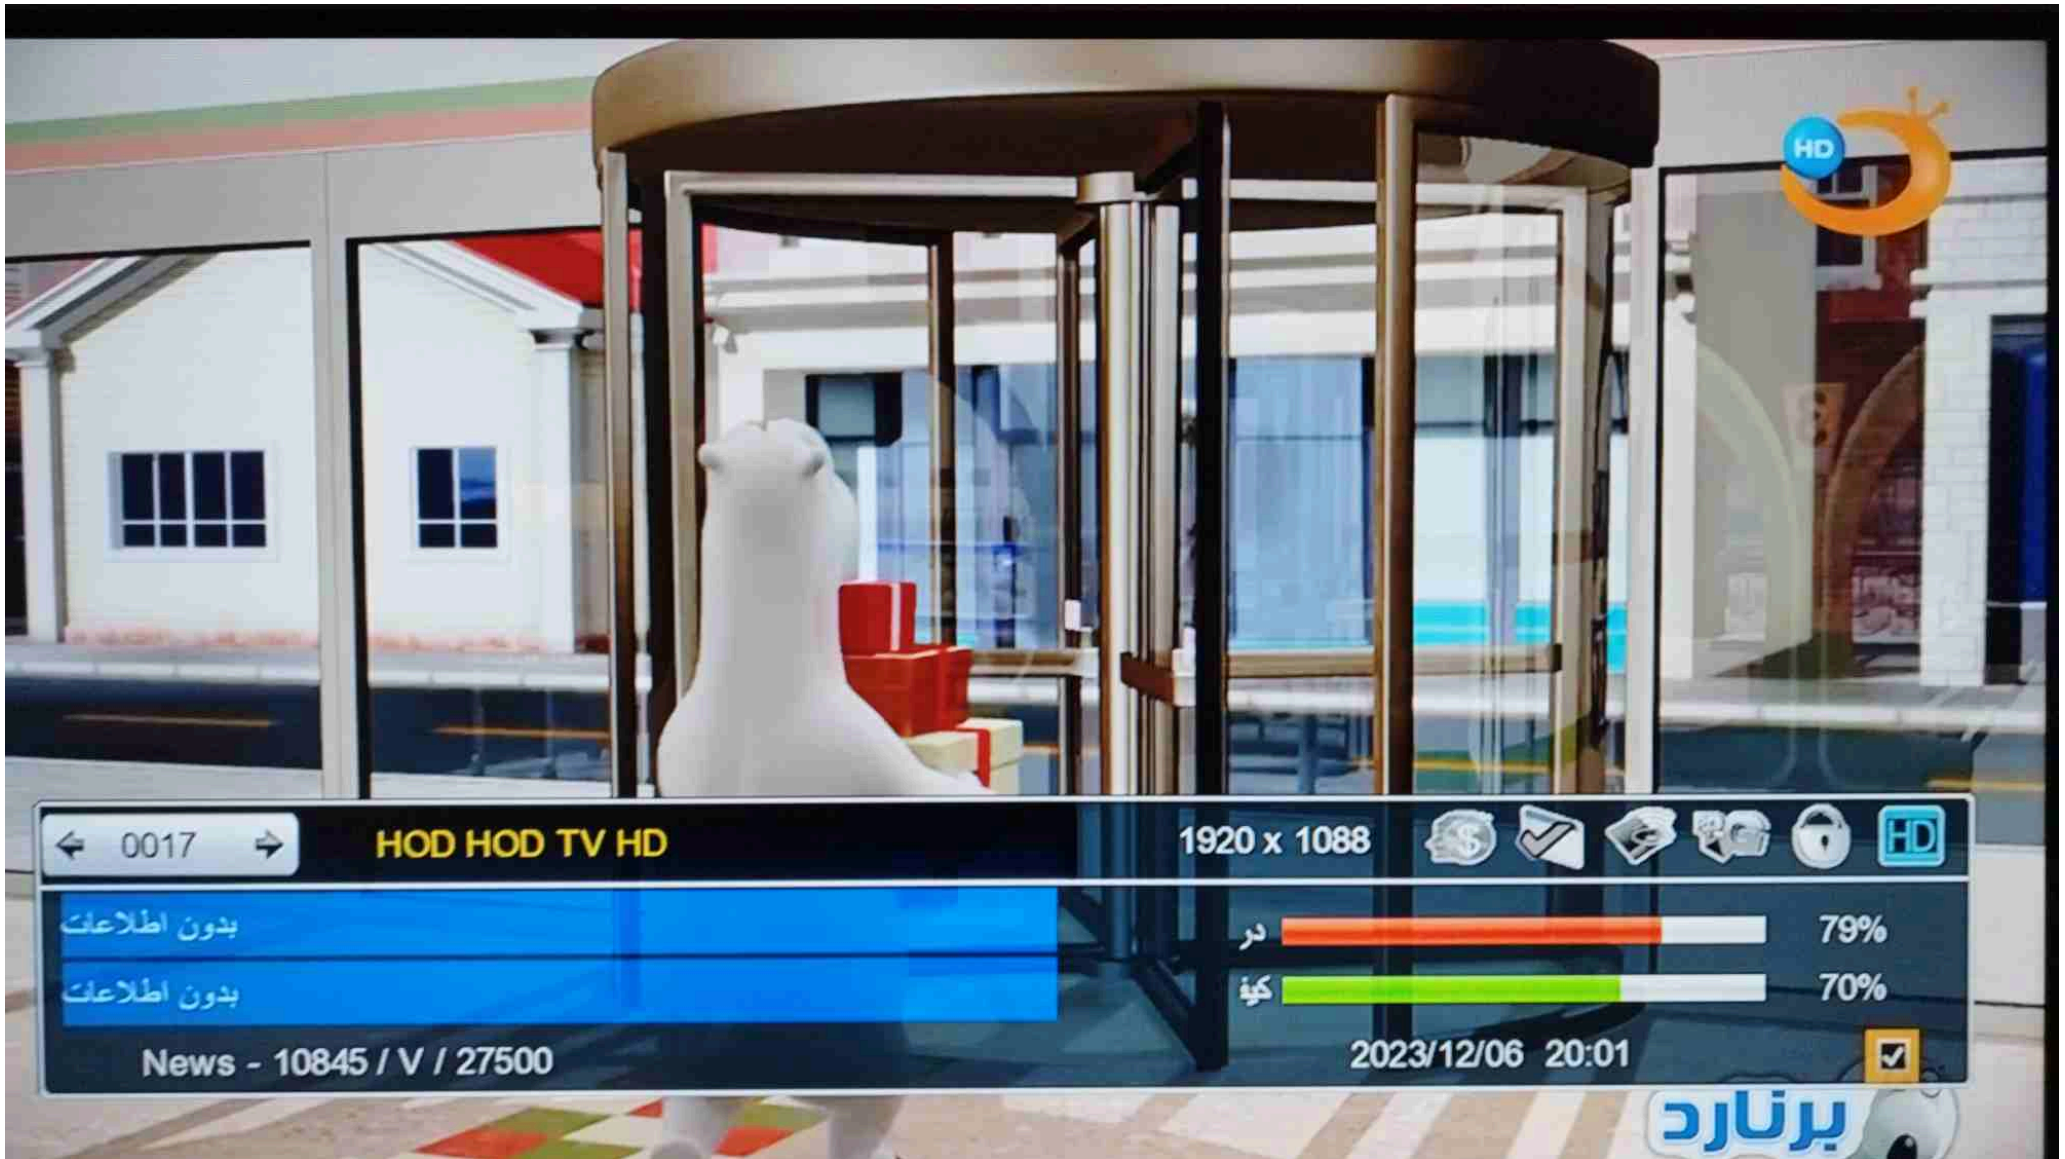 HD
0017 HOD HOD TV HD 1920 x 1088 HD
بدون اطلاعات
در 79%
بدون اطلاعات
کیف 70%
News - 10845 / V / 27500 2023/12/06 20:01
برنارد